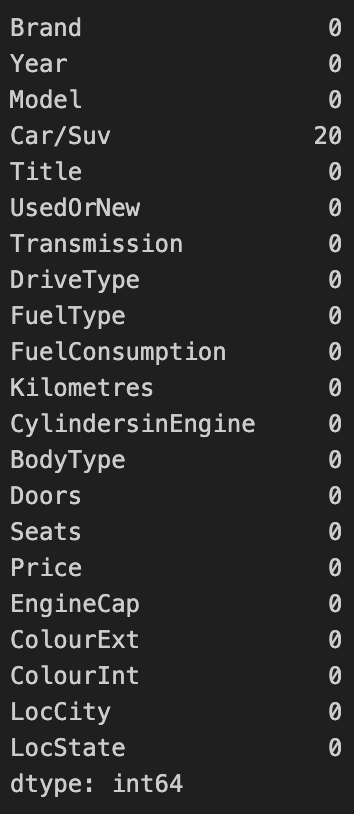 Brand 0
Year 0
Model 0
Car/Suv 20
Title 0
UsedOrNew 0
Transmission 0
DriveType 0
FuelType 0
FuelConsumption 0
Kilometres 0
CylindersinEngine 0
BodyType 0
Doors 0
Seats 0
Price 0
EngineCap 0
ColourExt 0
ColourInt 0
LocCity 0
LocState 0
dtype: int64